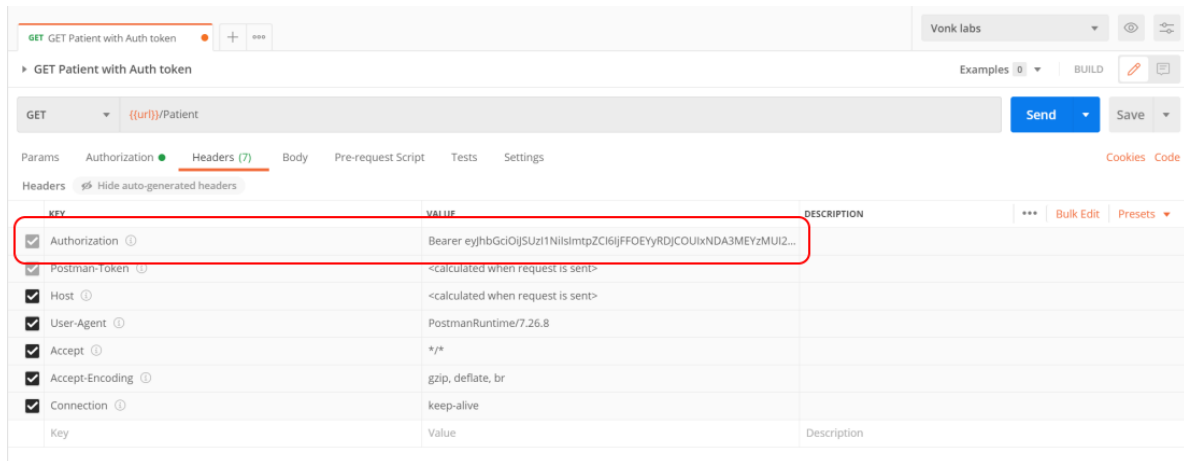 GET GET Patient with Auth token
Vonk labs
GET Patient with Auth token Examples 0 BUILD
GET {{url}}/Patient Send Save
Params Authorization Headers (7) Body Pre-request Script Tests Settings Cookies Code
Headers Hide auto-generated headers
KEY VALUE DESCRIPTION Bulk Edit Presets
Authorization Bearer eyJhbGciOiJSUzI1NiIsImtpZCI6IjFFOEYyRDJCOUIxNDA3MEYzMUI2...
Postman-Token <calculated when request is sent>
Host <calculated when request is sent>
User-Agent PostmanRuntime/7.26.8
Accept */*
Accept-Encoding gzip, deflate, br
Connection keep-alive
Key Value Description